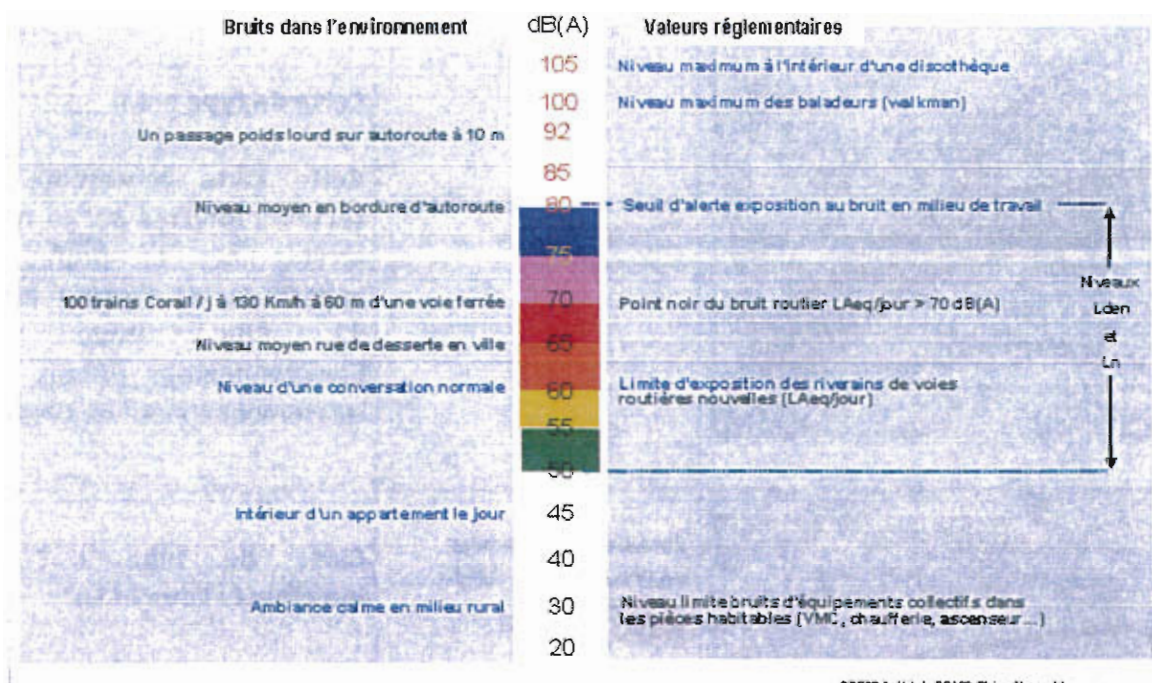 Bruits dans l'environnement dB(A) Valeurs réglementaires
105 Niveau maximum à l'intérieur d'une discothèque
100 Niveau maximum des baladeurs (walkman)
Un passage poids lourd sur autoroute à 10 m 92
85
Niveau moyen en bordure d'autoroute 80 Seuil d'alerte exposition au bruit en milieu de travail
75
Niveaux
100 trains Corail / j à 130 Km/h à 60 m d'une voie ferrée 70 Point noir du bruit routier LAeq/jour > 70 dB(A)
Lden
et
Niveau moyen rue de desserte en ville 65
Ln
Niveau d'une conversation normale 60 Limite d'exposition des riverains de voies
routières nouvelles (LAeq/jour)
55
50
Intérieur d'un appartement le jour 45
40
Ambiance calme en milieu rural 30 Niveau limite bruits d'équipements collectifs dans
les pièces habitables (VMC, chaufferie, ascenseur...)
20